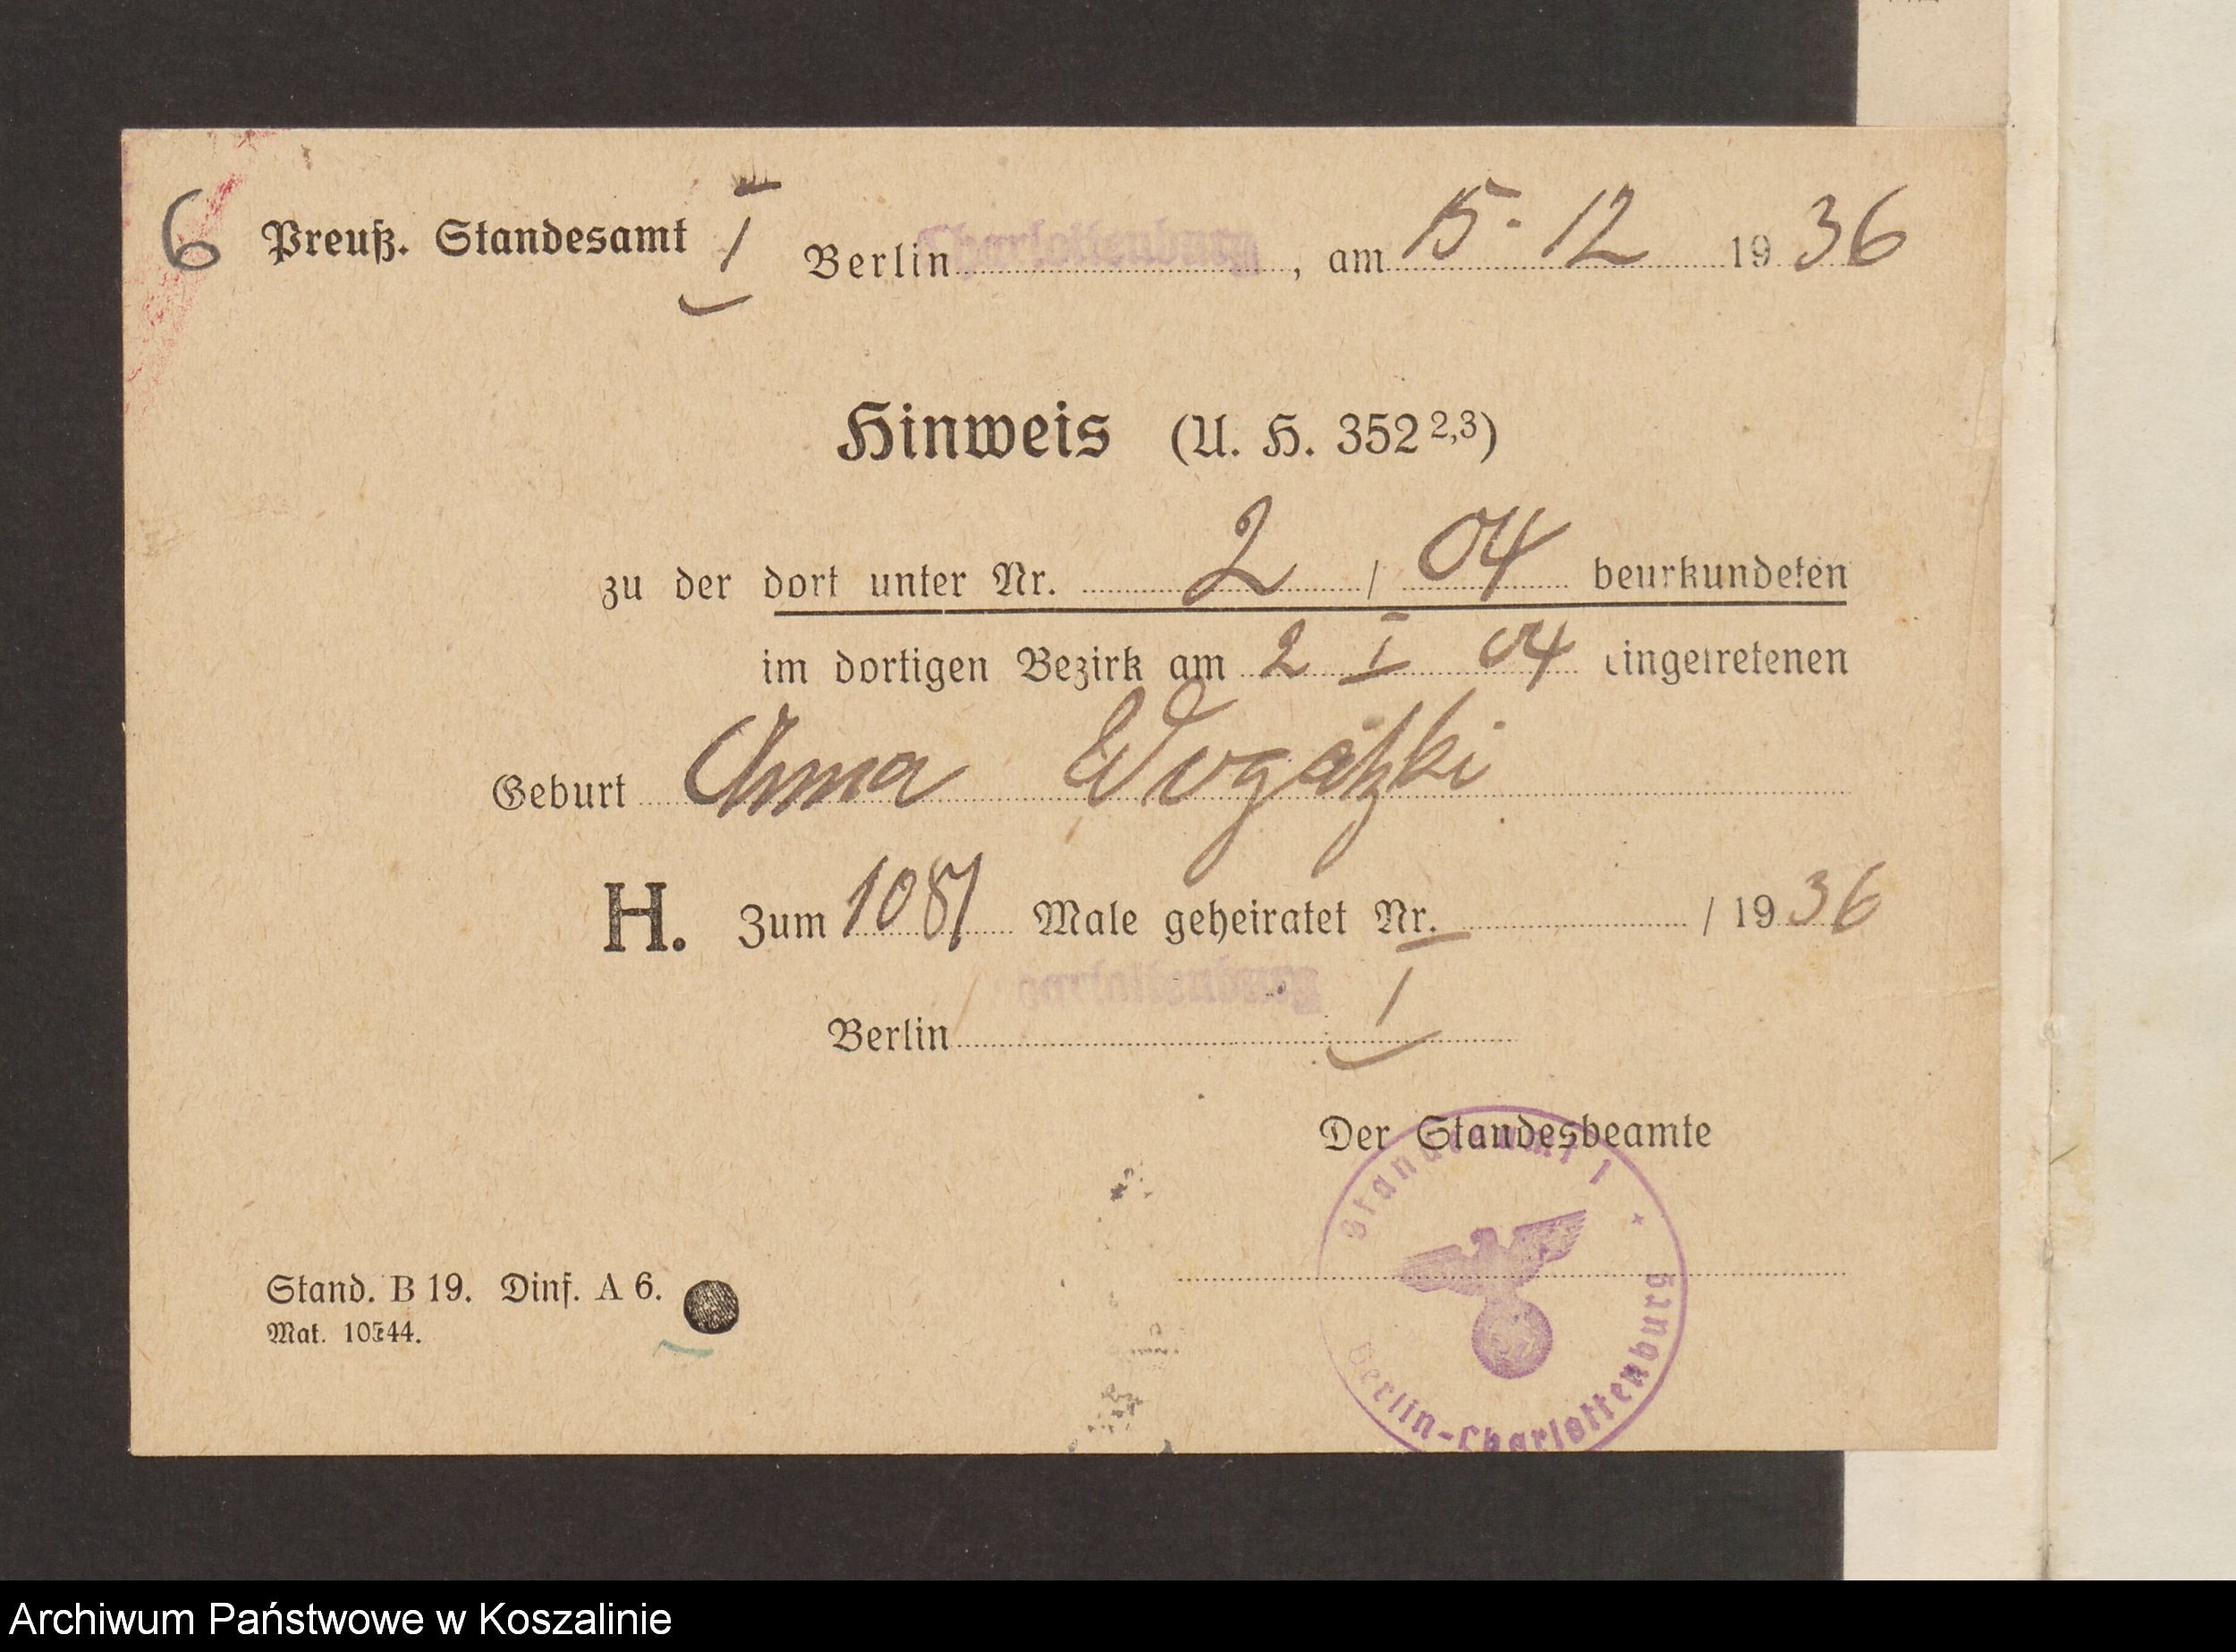 6 Preuß. Standesamt I Berlin Charlottenburg, am 15. 12 1936
Hinweis (U. H. 352 2,3)
zu der dort unter Nr. 2 / 04 beurkundeten
im dortigen Bezirk am 2 I 04 eingetretenen
Geburt Anna
H. Zum 1081 Male geheiratet Nr. / 1936
Charlottenburg
Berlin I
Der Standesbeamte
Standesamt I
Berlin-Charlottenburg
Stand. B 19. Dinf. A 6.
Mat.
Archiwum Państwowe w Koszalinie